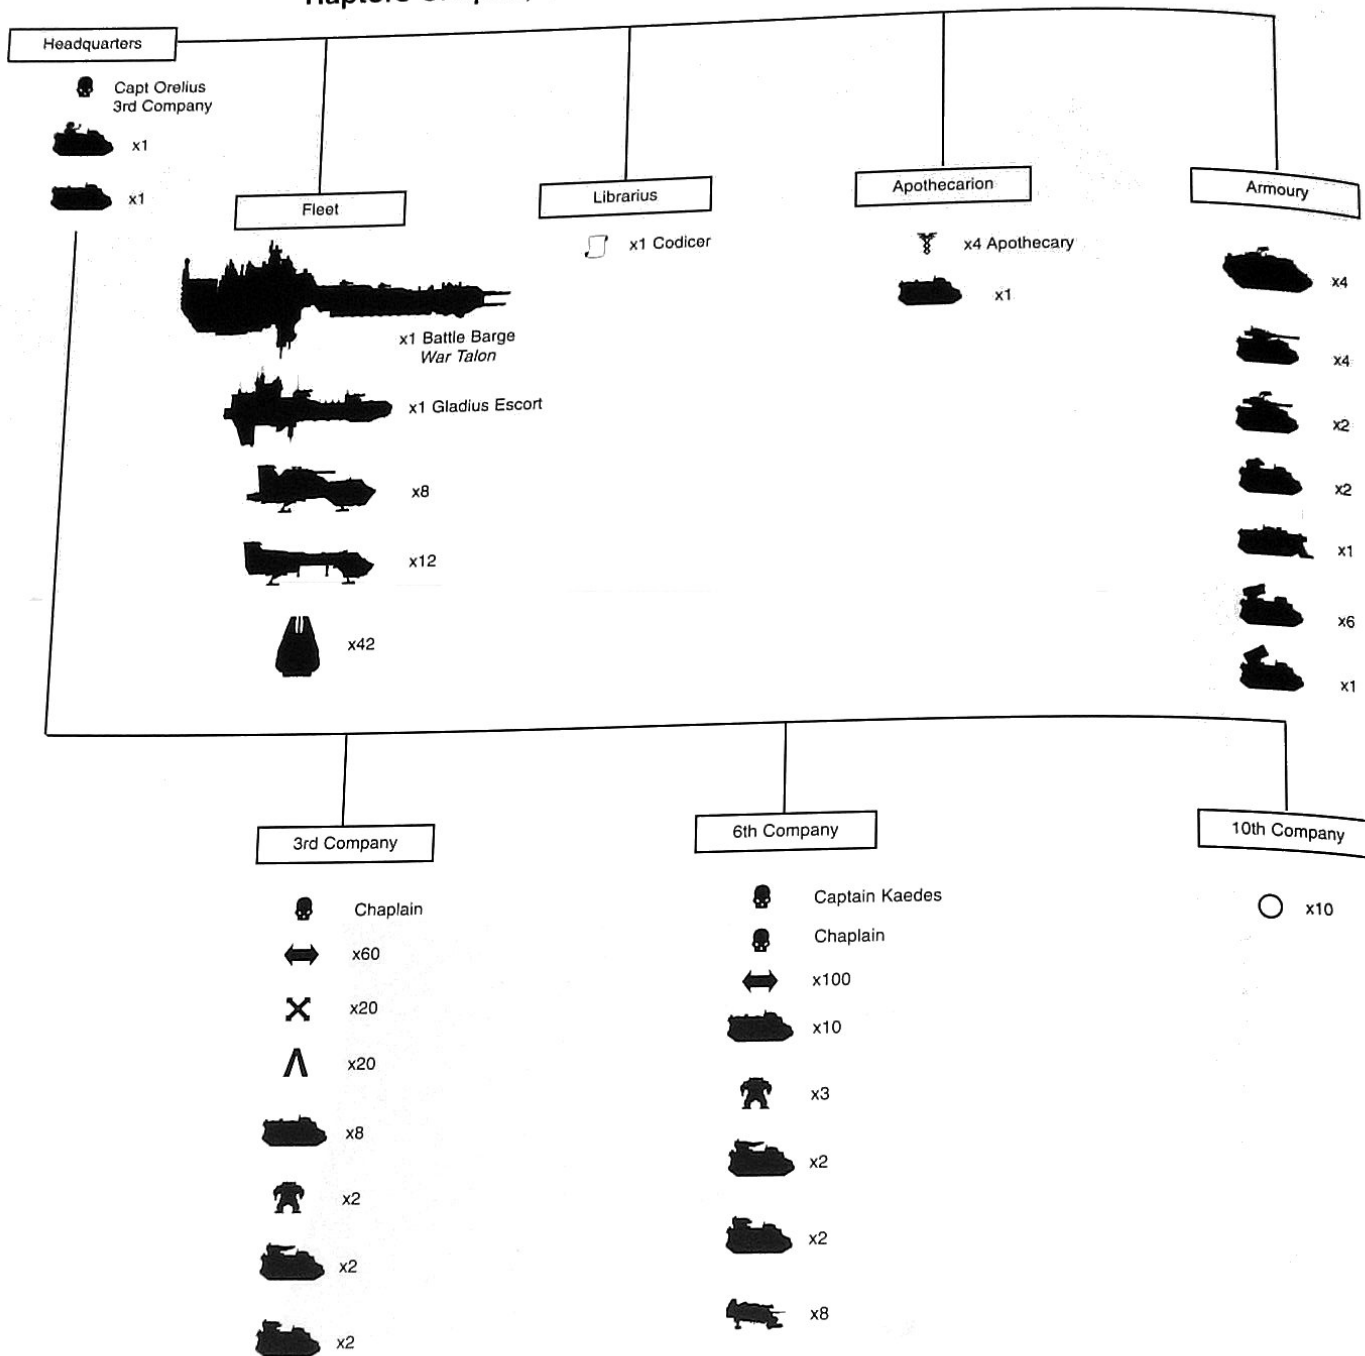 Headquarters
Capt Orelius
3rd Company
x1
x1
Fleet
x1 Battle Barge
War Talon
x1 Gladius Escort
x8
x12
x42
Librarius
x1 Codicer
Apothecarion
x4 Apothecary
x1
Armoury
x4
x4
x2
x2
x1
x6
x1
3rd Company
Chaplain
x60
x20
x20
x8
x2
x2
x2
6th Company
Captain Kaedes
Chaplain
x100
x10
x3
x2
x2
x8
10th Company
x10